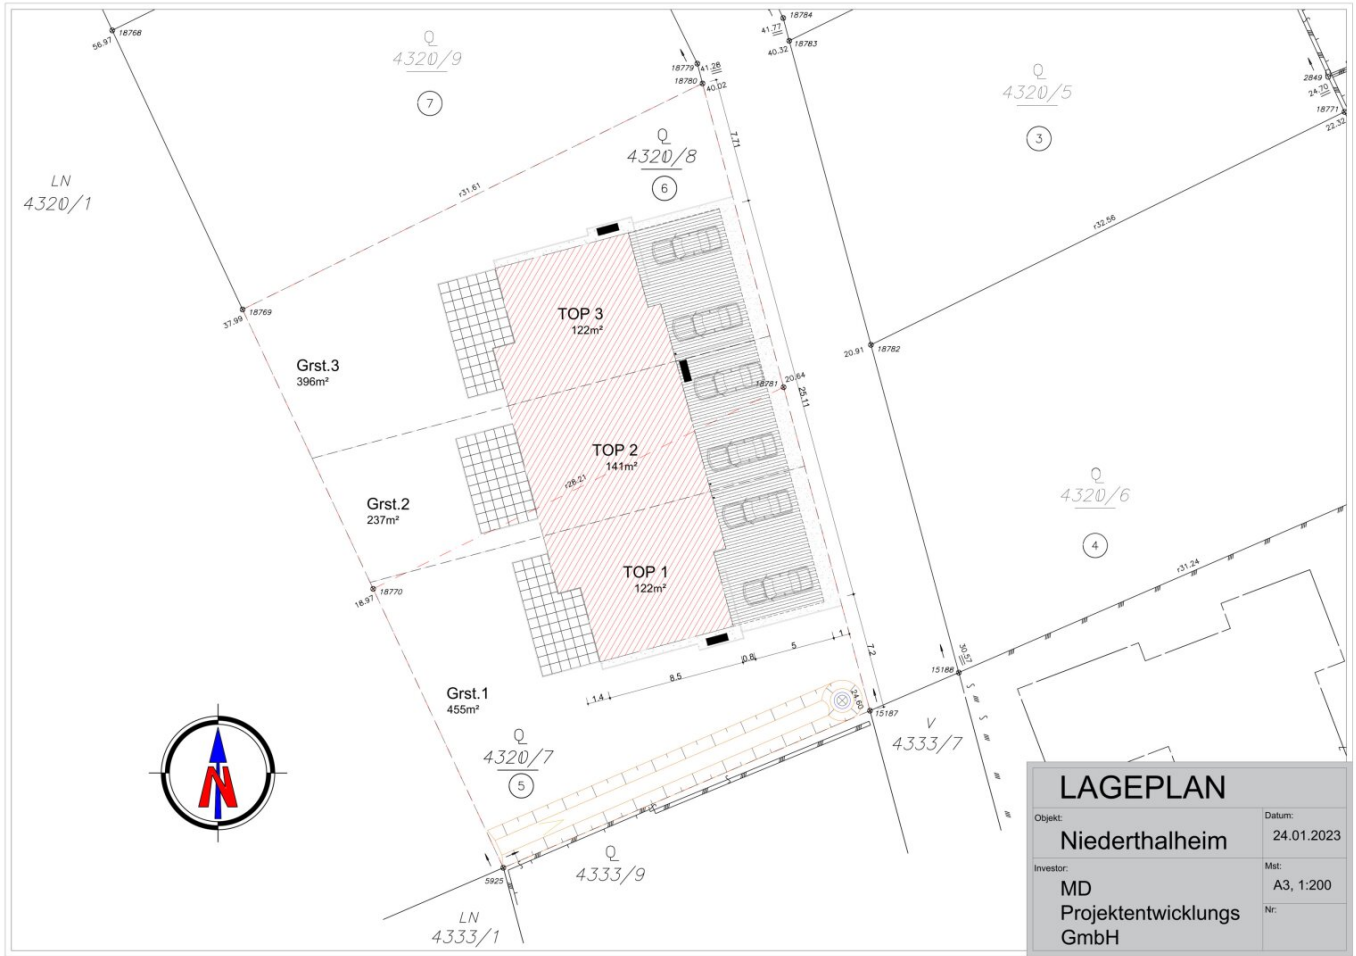 18784
41.77
18783
40.32
18768
56.97
Q
4320/9
7
18779
41.28
18780
40.02
Q
4320/5
3
2849
24.70
18771
22.32
7.71
Q
4320/8
6
LN
4320/1
r31.61
r32.56
18769
37.99
TOP 3
122m²
20.91
18782
Grst.3
396m²
18781
20.64
25.11
TOP 2
141m²
r28.21
Q
4320/6
4
Grst.2
237m²
r31.24
TOP 1
122m²
18770
18.97
1.4
8.5
0.8
5
1
7.2
30.57
15188
Grst.1
455m²
24.60
15187
V
4333/7
Q
4320/7
5
N
Q
4333/9
5925
LN
4333/1
LAGEPLAN
Objekt:
Niederthalheim
Datum:
24.01.2023
Investor:
MD
Projektentwicklungs
GmbH
Mst:
A3, 1:200
Nr: